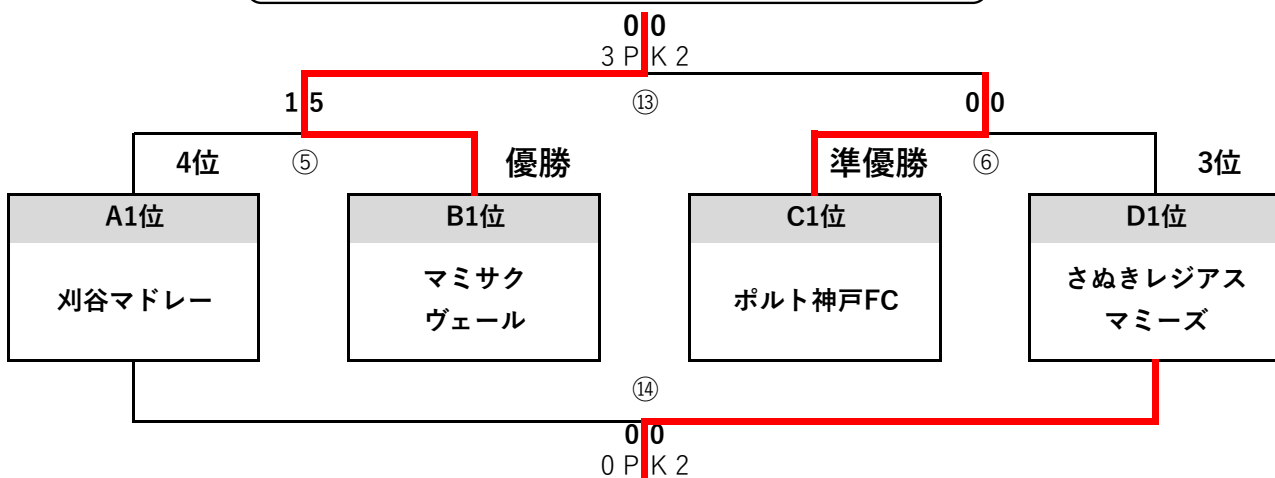 0 0
3 PK 2
1 5
⑬
0 0
4位
⑤
優勝
準優勝
⑥
3位
A1位
B1位
C1位
D1位
刈谷マドレー
マミサク
ヴェール
ポルト神戸FC
さぬきレジアス
マミーズ
⑭
0 0
0 PK 2